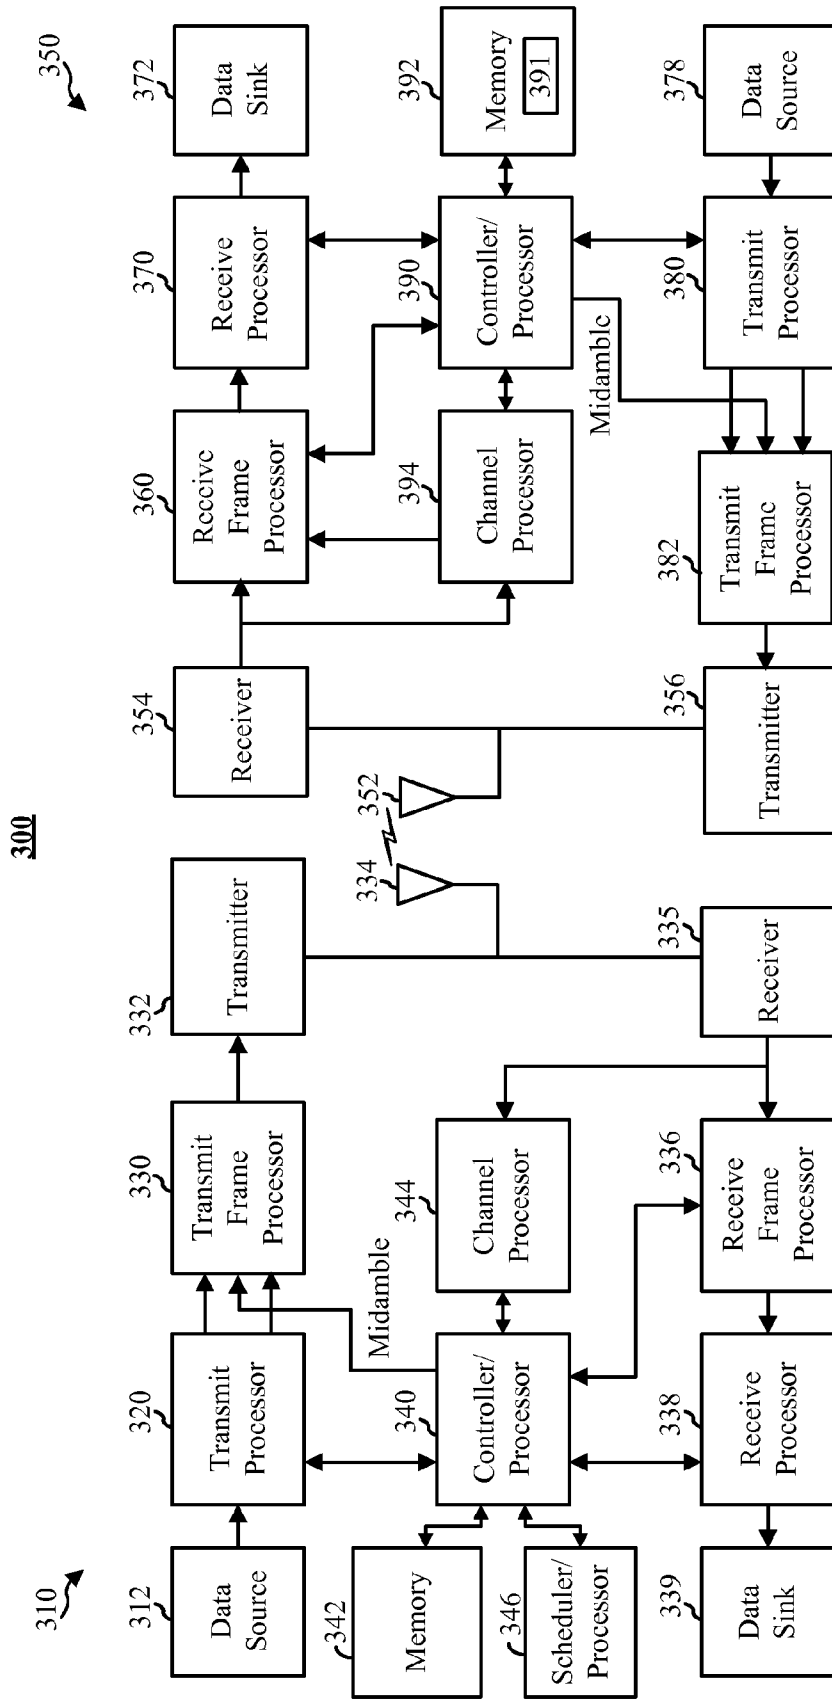 300
310
350
312
Data
Source
320
Transmit
Processor
330
Transmit
Frame
Processor
332
Transmitter
354
Receiver
360
Receive
Frame
Processor
370
Receive
Processor
372
Data
Sink
Midamble
334
352
342
Memory
346
Scheduler/
Processor
340
Controller/
Processor
344
Channel
Processor
394
Channel
Processor
390
Controller/
Processor
392
Memory
391
Midamble
339
Data
Sink
338
Receive
Processor
336
Receive
Frame
Processor
335
Receiver
356
Transmitter
382
Transmit
Frame
Processor
380
Transmit
Processor
378
Data
Source